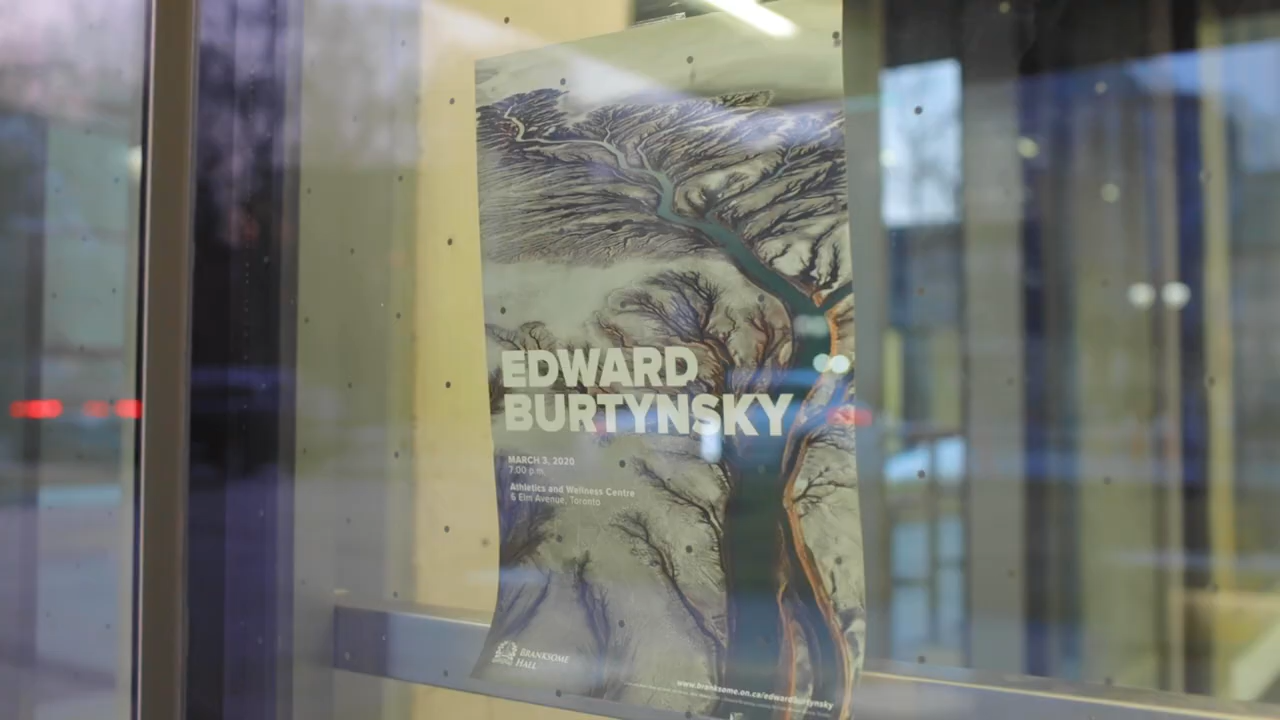 EDWARD
BURTYNSKY
MARCH 3, 2020
7:00 p.m.
Athletics and Wellness Centre
6 Elm Avenue, Toronto
BRANKSOME
HALL
www.branksome.on.ca/edwardburtynsky